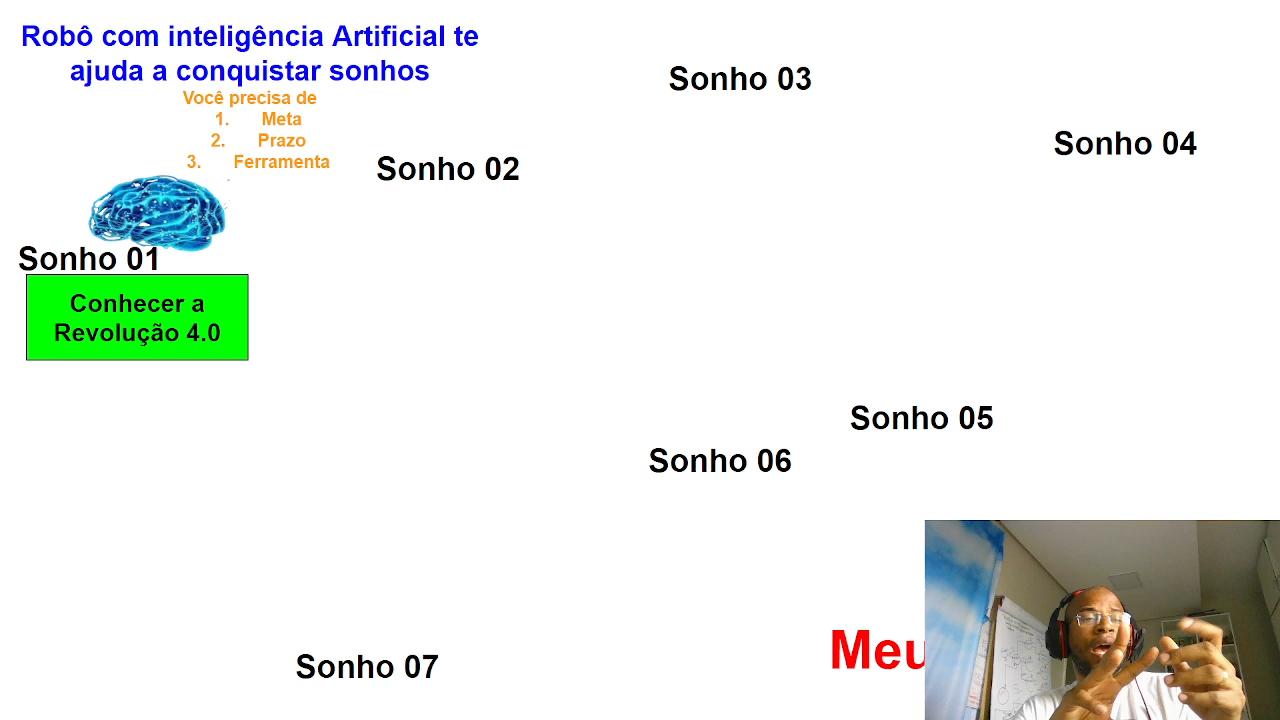 Robô com inteligência Artificial te
ajuda a conquistar sonhos
Você precisa de
1. Meta
2. Prazo
3. Ferramenta
Sonho 01
Conhecer a
Revolução 4.0
Sonho 02
Sonho 03
Sonho 04
Sonho 05
Sonho 06
Sonho 07
Meu